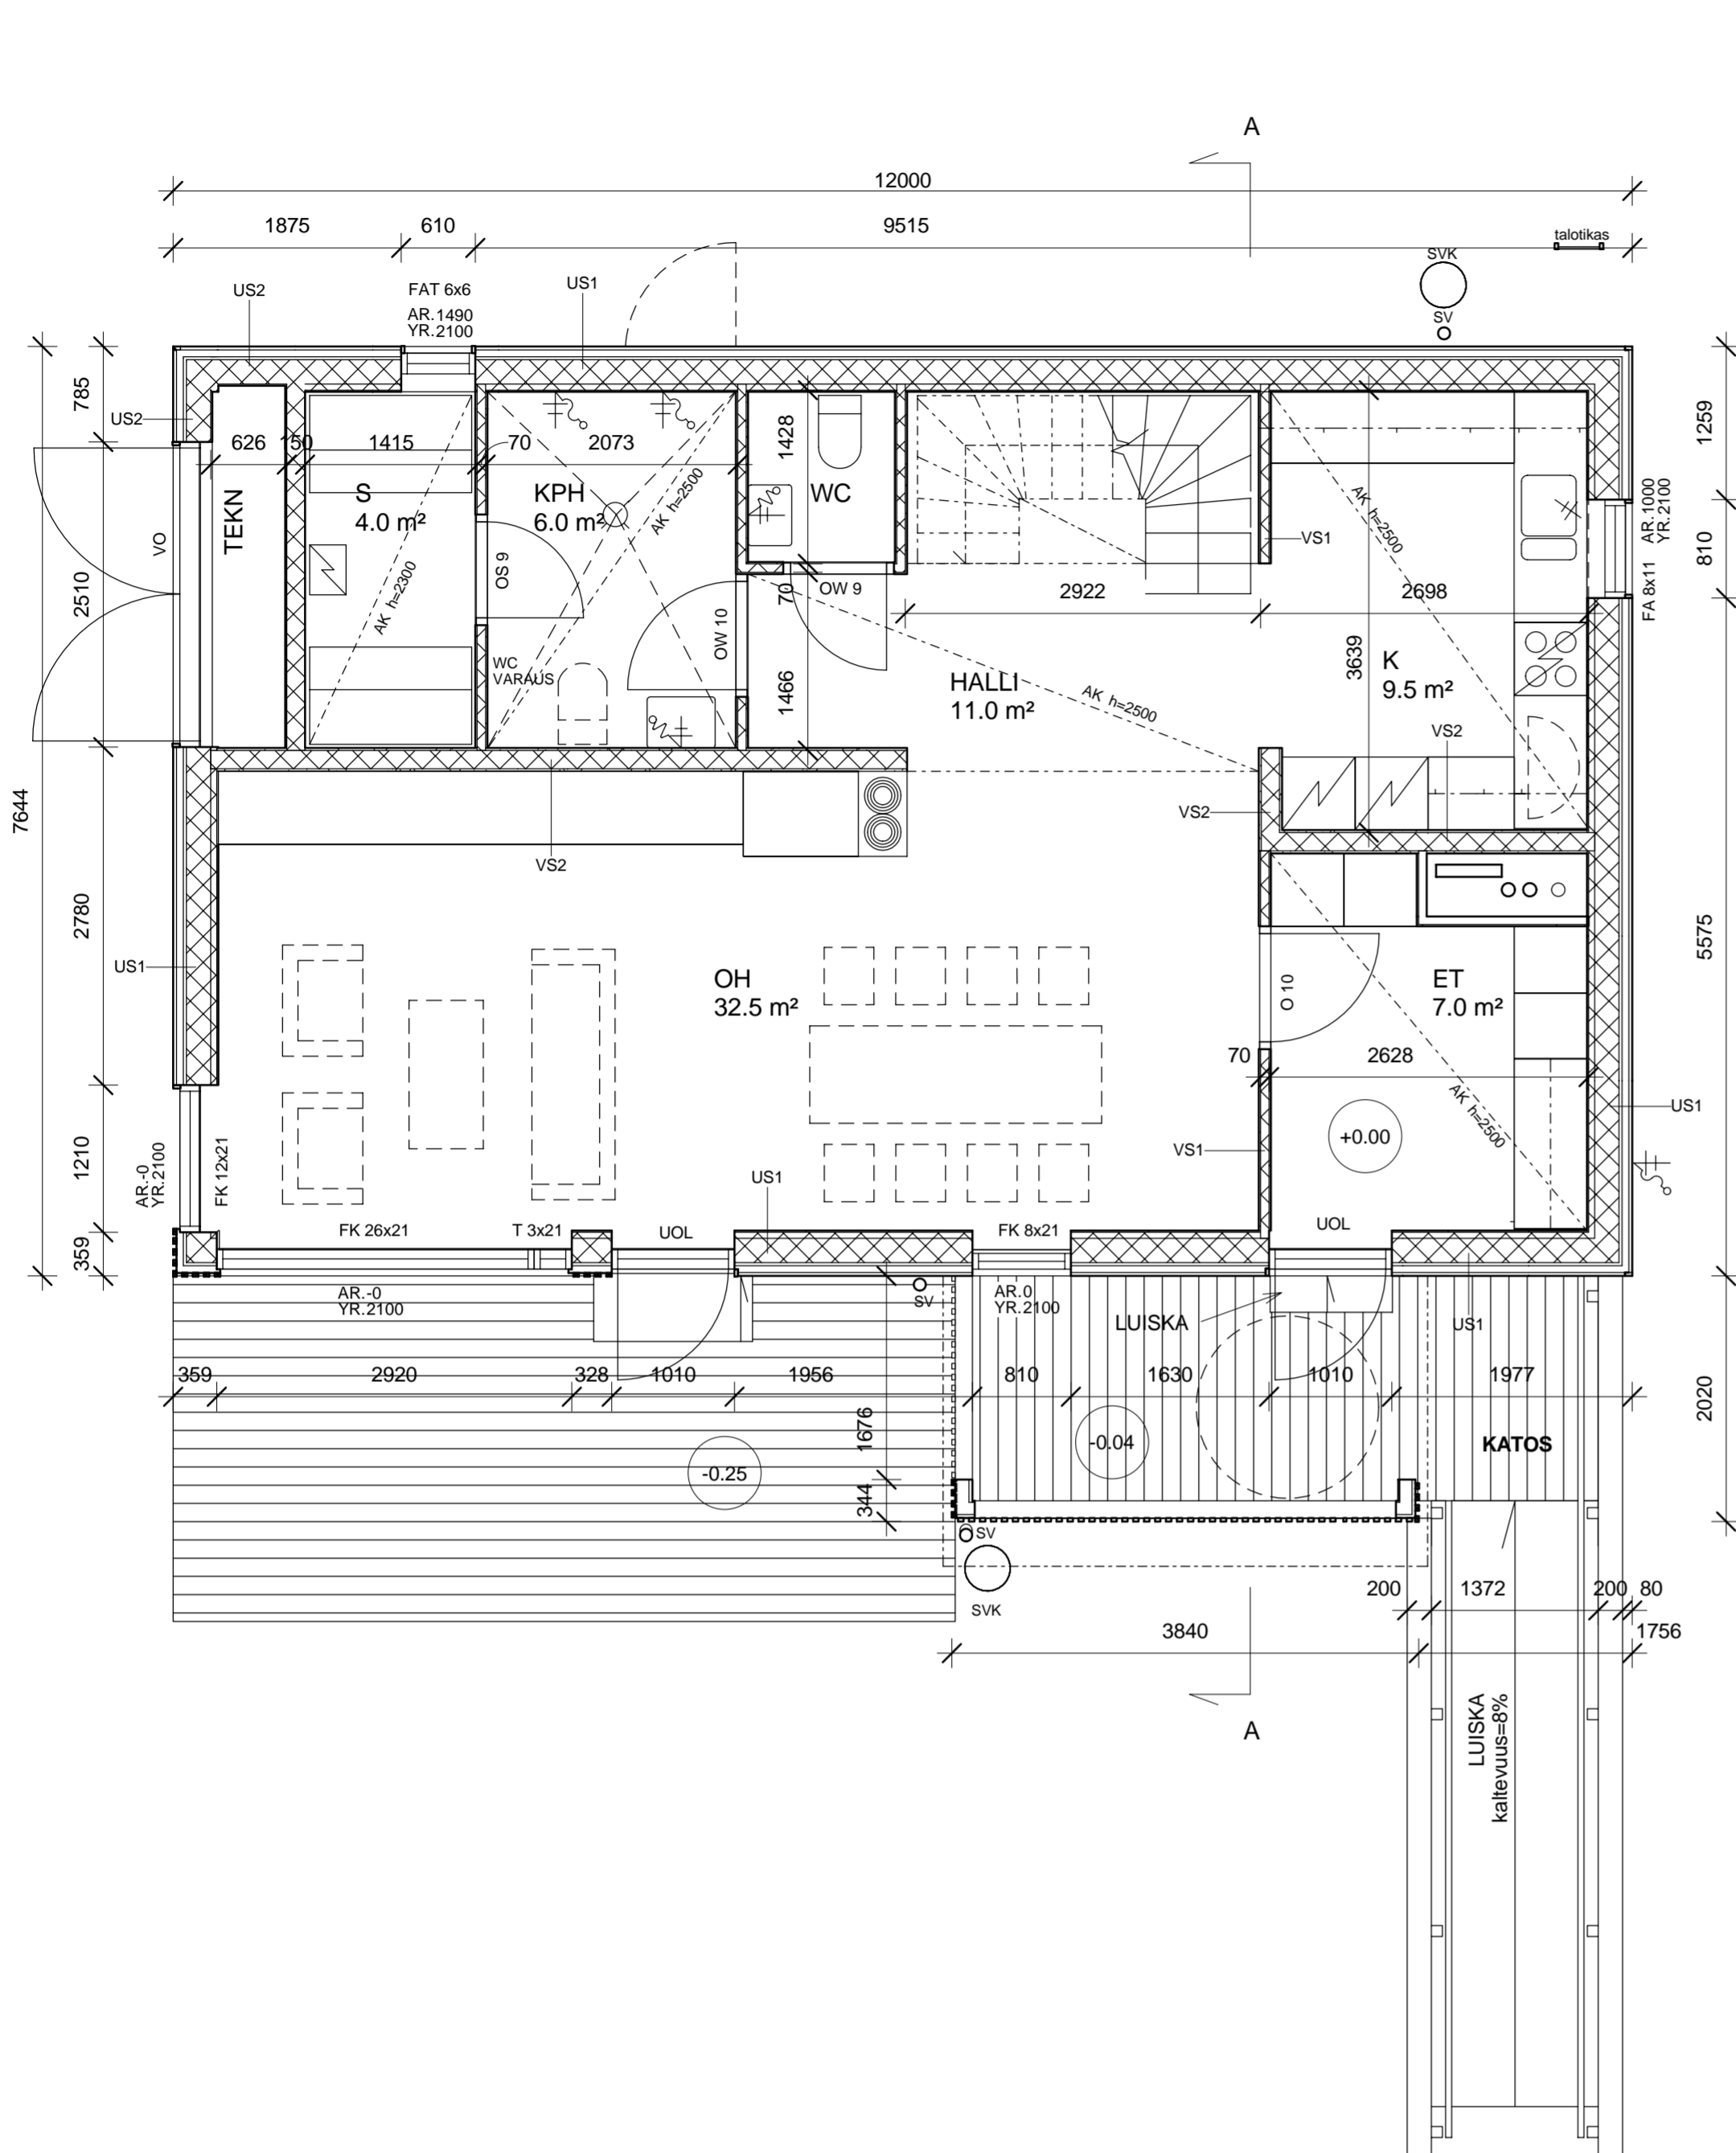 A
12000
1875
610
9515
talotikas
SVK
SV
US2
FAT 6x6
AR.1490
YR.2100
US1
785
US2
626
150
1415
70
2073
1428
1259
TEKN
S
4.0 m²
KPH
6.0 m²
AK h=2500
WC
AK h=2500
VS1
AR.1000
YR.2100
FA 8x11
810
VO
2510
OS 9
AK h=2300
70
OW 9
OW 10
2922
2698
WC
VARAUS
1466
HALLI
11.0 m²
AK h=2500
3639
K
9.5 m²
VS2
7644
VS2
VS2
2780
US1
OH
32.5 m²
O 10
ET
7.0 m²
5575
70
2628
AK h=2500
US1
+0.00
1210
AR.-0
YR.2100
FK 12x21
VS1
US1
FK 26x21
T 3x21
UOL
FK 8x21
UOL
359
AR.-0
YR.2100
SV
AR.0
YR.2100
LUISKA
US1
359
2920
328
1010
1956
810
1630
1010
1977
1676
2020
-0.25
-0.04
KATOS
344
SV
SVK
200
1372
200
80
3840
1756
A
LUISKA
kaltevuus=8%